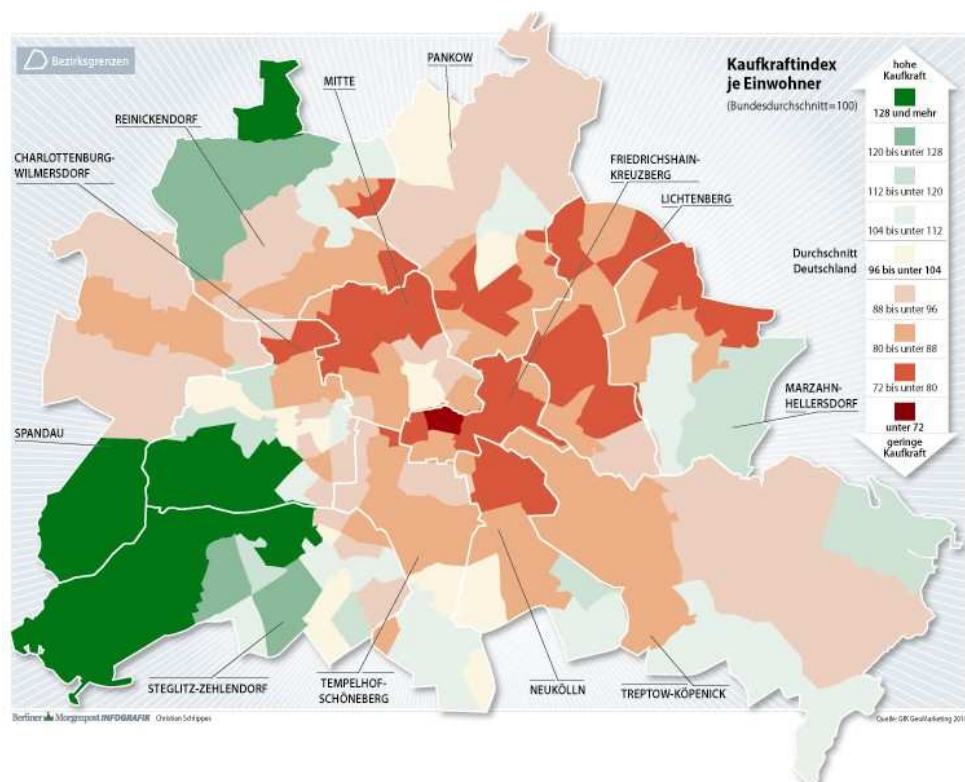 Bezirksgrenzen
PANKOW
MITTE
REINICKENDORF
CHARLOTTENBURG-
WILMERSDORF
FRIEDRICHSHAIN-
KREUZBERG
LICHTENBERG
Kaufkraftindex
je Einwohner
(Bundesdurchschnitt=100)
hohe
Kaufkraft
128 und mehr
120 bis unter 128
112 bis unter 120
104 bis unter 112
Durchschnitt
Deutschland
96 bis unter 104
88 bis unter 96
80 bis unter 88
72 bis unter 80
unter 72
geringe
Kaufkraft
MARZAHN-
HELLERSDORF
SPANDAU
STEGLITZ-ZEHLENDORF
TEMPELHOF-
SCHÖNEBERG
NEUKÖLLN
TREPTOW-KÖPENICK
Berliner Morgenpost INFOGRAFIK Christian Schlippes
Quelle: GfK GeoMarketing